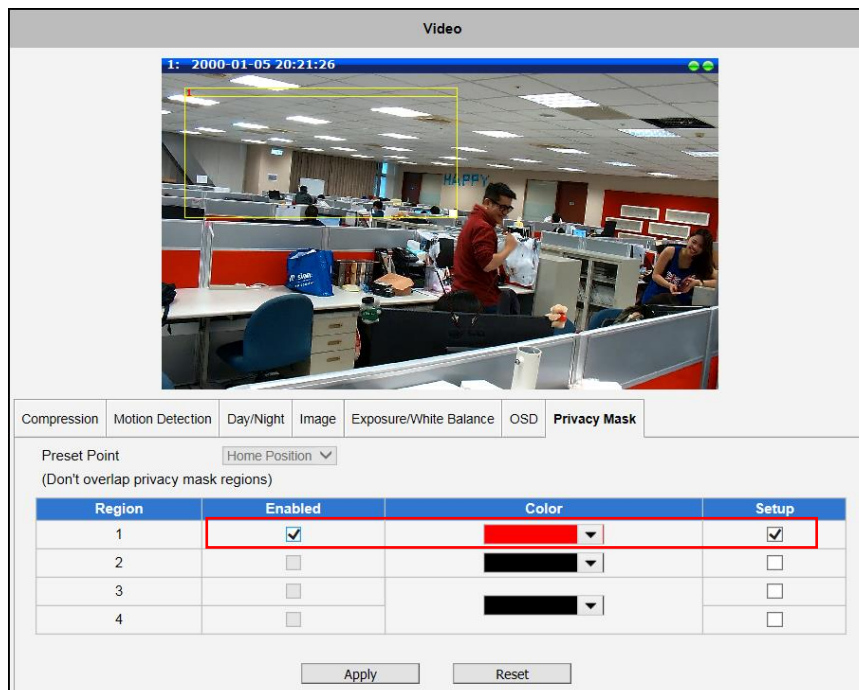 Video
1: 2000-01-05 20:21:26
1
HAPPY
Compression Motion Detection Day/Night Image Exposure/White Balance OSD Privacy Mask
Preset Point Home Position
(Don't overlap privacy mask regions)
Region Enabled Color Setup
1
2
3
4
Apply Reset